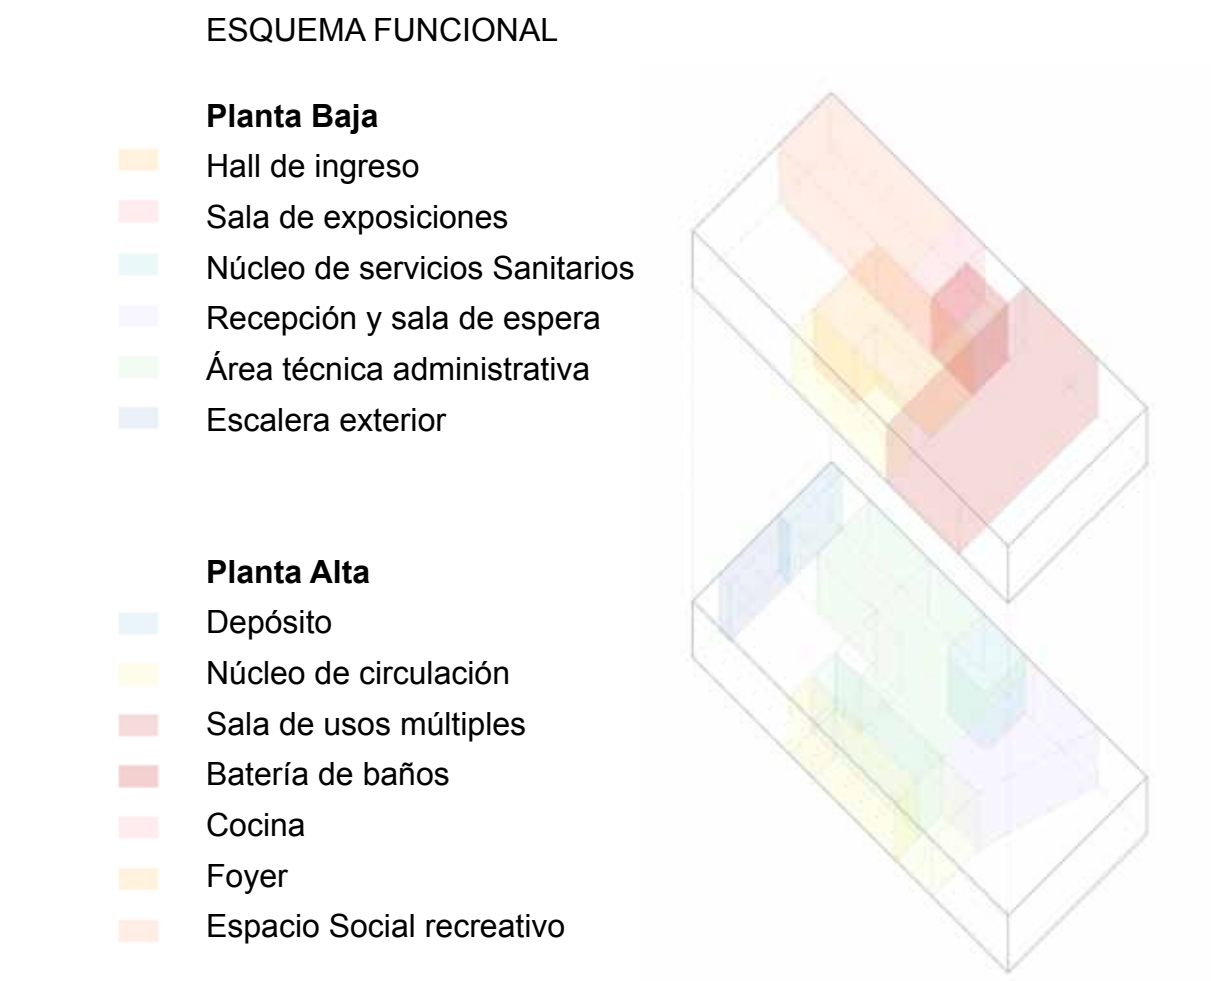 ESQUEMA FUNCIONAL
Planta Baja
Hall de ingreso
Sala de exposiciones
Núcleo de servicios Sanitarios
Recepción y sala de espera
Área técnica administrativa
Escalera exterior
Planta Alta
Depósito
Núcleo de circulación
Sala de usos múltiples
Batería de baños
Cocina
Foyer
Espacio Social recreativo